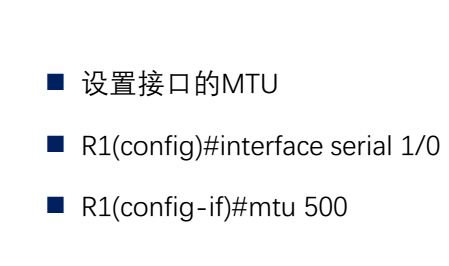 设置接口的MTU
R1(config)#interface serial 1/0
R1(config-if)#mtu 500